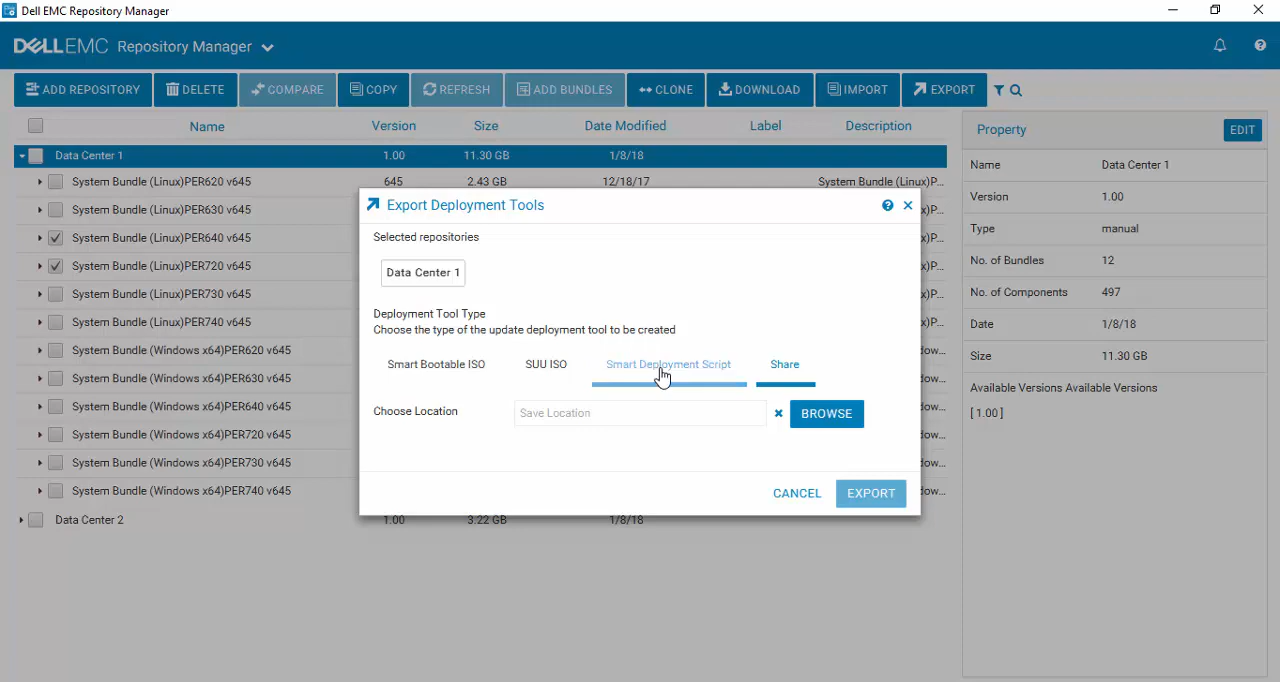 Dell EMC Repository Manager
DELLEMC Repository Manager
ADD REPOSITORY DELETE COMPARE COPY REFRESH ADD BUNDLES CLONE DOWNLOAD IMPORT EXPORT
Name Version Size Date Modified Label Description
Data Center 1 1.00 11.30 GB 1/8/18
System Bundle (Linux)PER620 v645 645 2.43 GB 12/18/17 System Bundle (Linux)P...
System Bundle (Linux)PER630 v645 )P...
System Bundle (Linux)PER640 v645 )P...
System Bundle (Linux)PER720 v645 )P...
System Bundle (Linux)PER730 v645 )P...
System Bundle (Linux)PER740 v645 )P...
System Bundle (Windows x64)PER620 v645 dow...
System Bundle (Windows x64)PER630 v645 dow...
System Bundle (Windows x64)PER640 v645 dow...
System Bundle (Windows x64)PER720 v645 dow...
System Bundle (Windows x64)PER730 v645 dow...
System Bundle (Windows x64)PER740 v645 dow...
Data Center 2 1.00 3.22 GB 1/8/18
Export Deployment Tools
Selected repositories
Data Center 1
Deployment Tool Type
Choose the type of the update deployment tool to be created
Smart Bootable ISO SUU ISO Smart Deployment Script Share
Choose Location Save Location BROWSE
CANCEL EXPORT
Property EDIT
Name Data Center 1
Version 1.00
Type manual
No. of Bundles 12
No. of Components 497
Date 1/8/18
Size 11.30 GB
Available Versions Available Versions
[ 1.00 ]